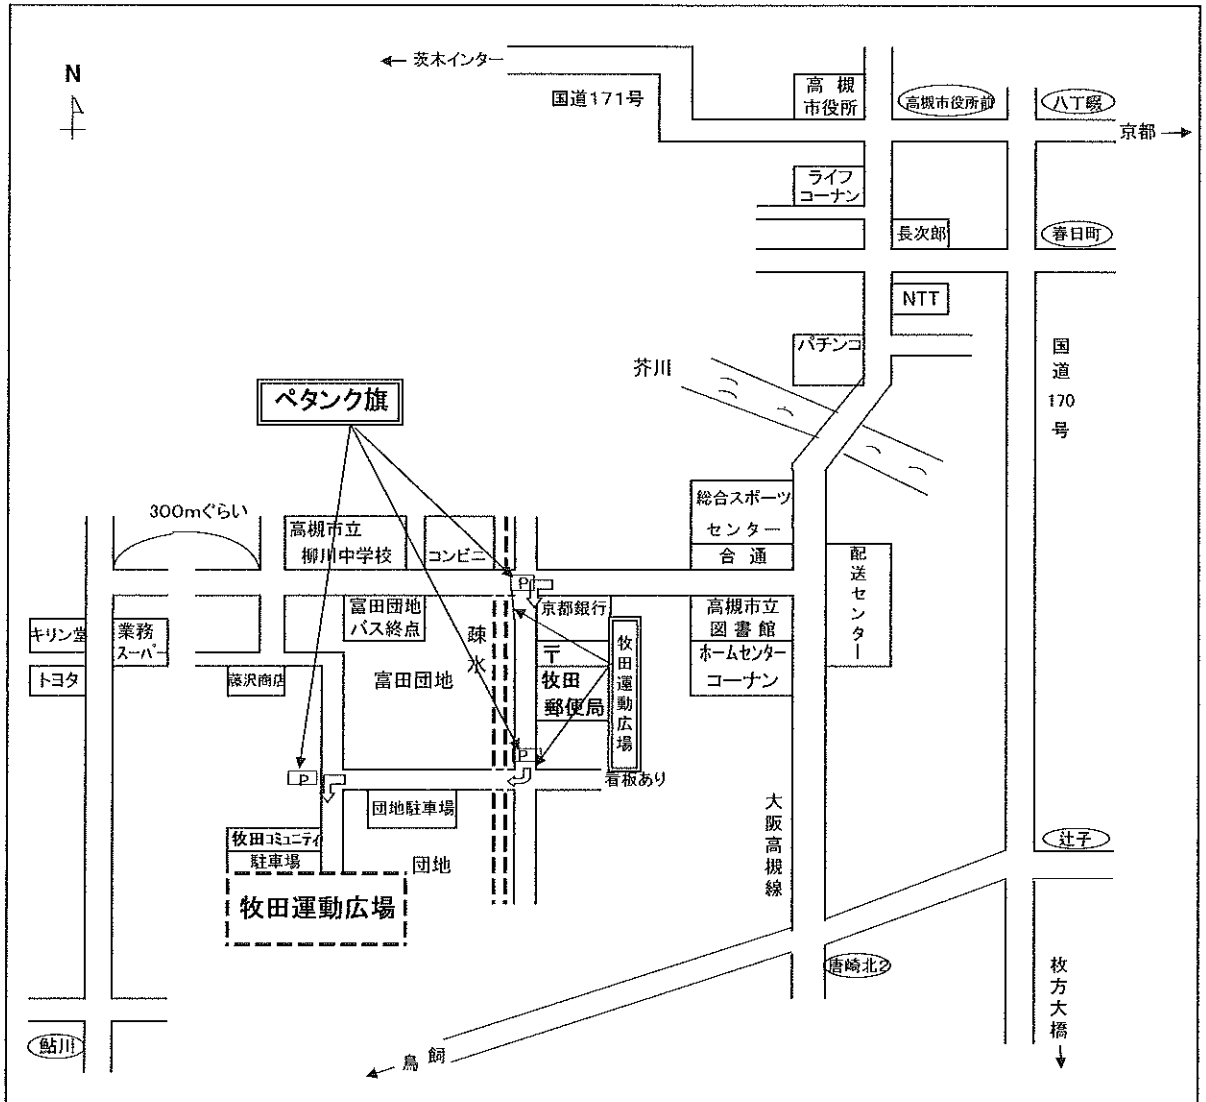 ← 茨木インター
N
国道171号
高槻
市役所
高槻市役所前
八丁畷
京都 →
ライフ
コーナン
長次郎
春日町
NTT
パチンコ
国道170号
芥川
ペタンク旗
300mぐらい
高槻市立
柳川中学校
コンビニ
総合スポーツ
センター
合通
配送センター
P
キリン堂
業務
スーパー
富田団地
バス終点
疎水
京都銀行
高槻市立
図書館
トヨタ
藤沢商店
富田団地
〒
牧田
郵便局
牧田運動広場
ホームセンター
コーナン
P
P
看板あり
団地駐車場
大阪高槻線
牧田コミュニティ
駐車場
団地
辻子
牧田運動広場
唐崎北2
枚方大橋
鮎川
鳥飼